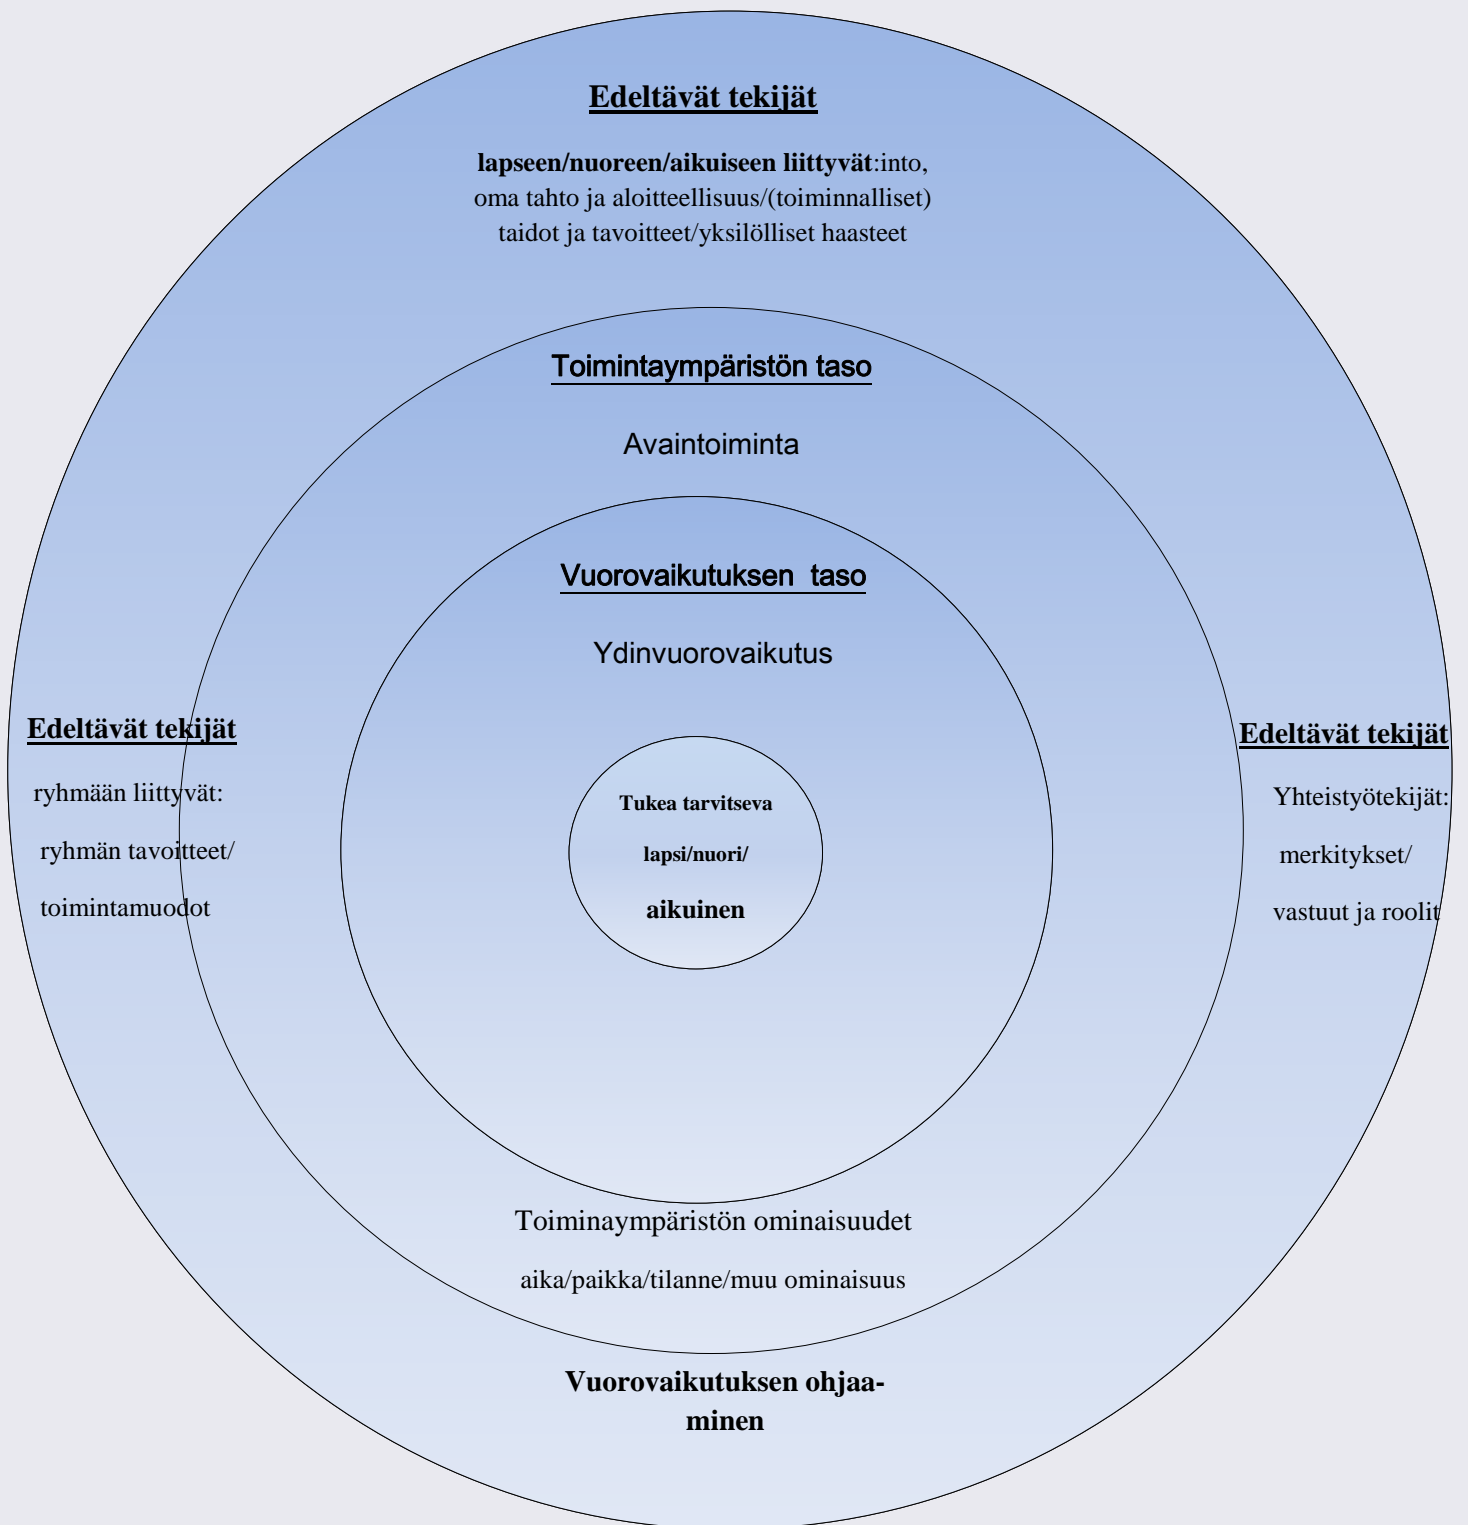 Edeltävät tekijät
lapseen/nuoreen/aikuiseen liittyvät:into,
oma tahto ja aloitteellisuus/(toiminnalliset)
taidot ja tavoitteet/yksilölliset haasteet
Toimintaympäristön taso
Avaintoiminta
Vuorovaikutuksen taso
Ydinvuorovaikutus
Edeltävät tekijät
ryhmään liittyvät:
ryhmän tavoitteet/
toimintamuodot
Tukea tarvitseva
lapsi/nuori/
aikuinen
Edeltävät tekijät
Yhteistyötekijät:
merkitykset/
vastuut ja roolit
Toiminaympäristön ominaisuudet
aika/paikka/tilanne/muu ominaisuus
Vuorovaikutuksen ohjaa-
minen